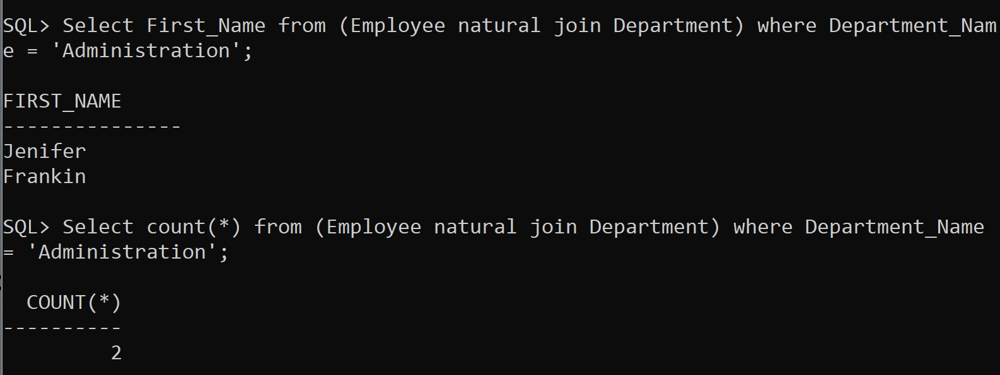 SQL> Select First_Name from (Employee natural join Department) where Department_Nam
e = 'Administration';
FIRST_NAME
---------------
Jenifer
Frankin
SQL> Select count(*) from (Employee natural join Department) where Department_Name
= 'Administration';
  COUNT(*)
----------
         2